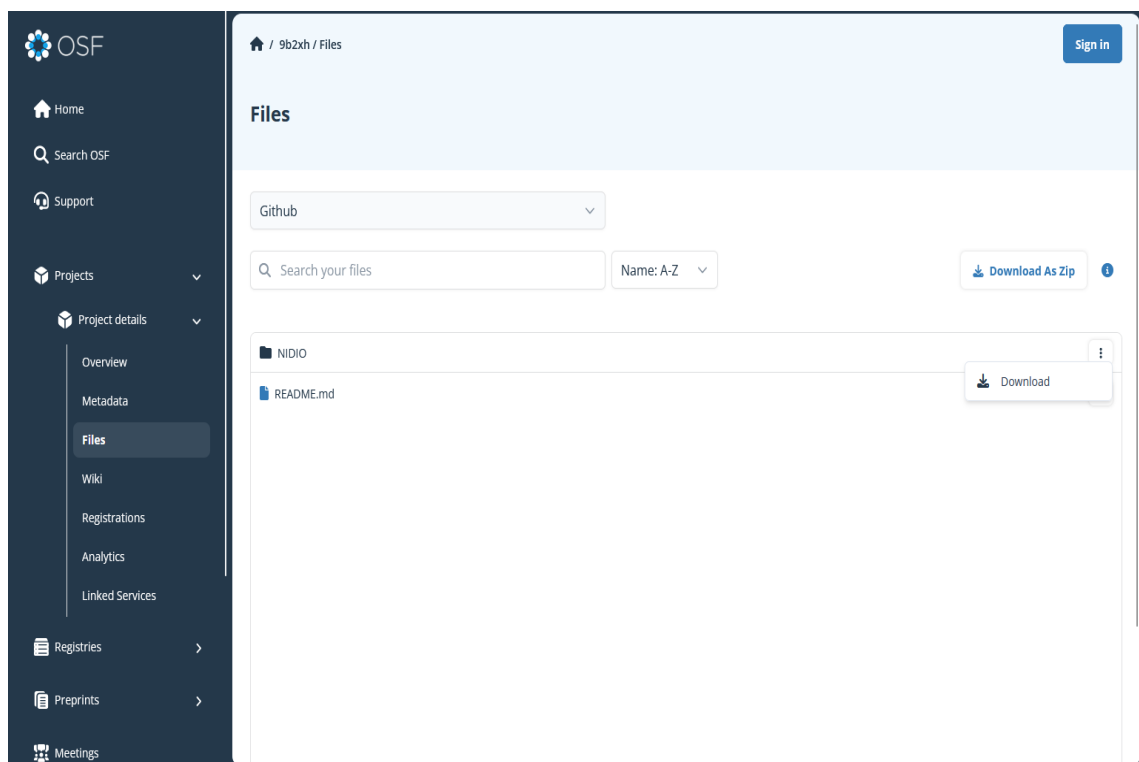 OSF
Home
Search OSF
Support
Projects
Project details
Overview
Metadata
Files
Wiki
Registrations
Analytics
Linked Services
Registries
Preprints
Meetings
/ 9b2xh / Files
Sign in
Files
Github
Search your files
Name: A-Z
Download As Zip
NIDIO
Download
README.md